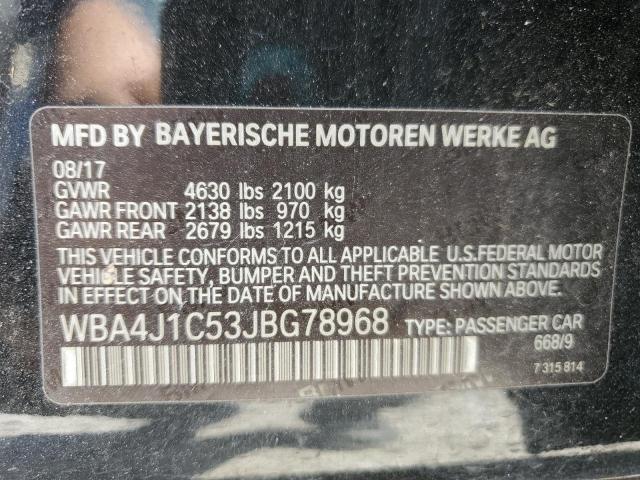 MFD BY BAYERISCHE MOTOREN WERKE AG
08/17
GVWR 4630 lbs 2100 kg
GAWR FRONT 2138 lbs 970 kg
GAWR REAR 2679 lbs 1215 kg
THIS VEHICLE CONFORMS TO ALL APPLICABLE U.S.FEDERAL MOTOR
VEHICLE SAFETY, BUMPER AND THEFT PREVENTION STANDARDS
IN EFFECT ON THE DATE OF MANUFACTURE SHOWN ABOVE.
WBA4J1C53JBG78968 TYPE: PASSENGER CAR
668/9
7 315 814